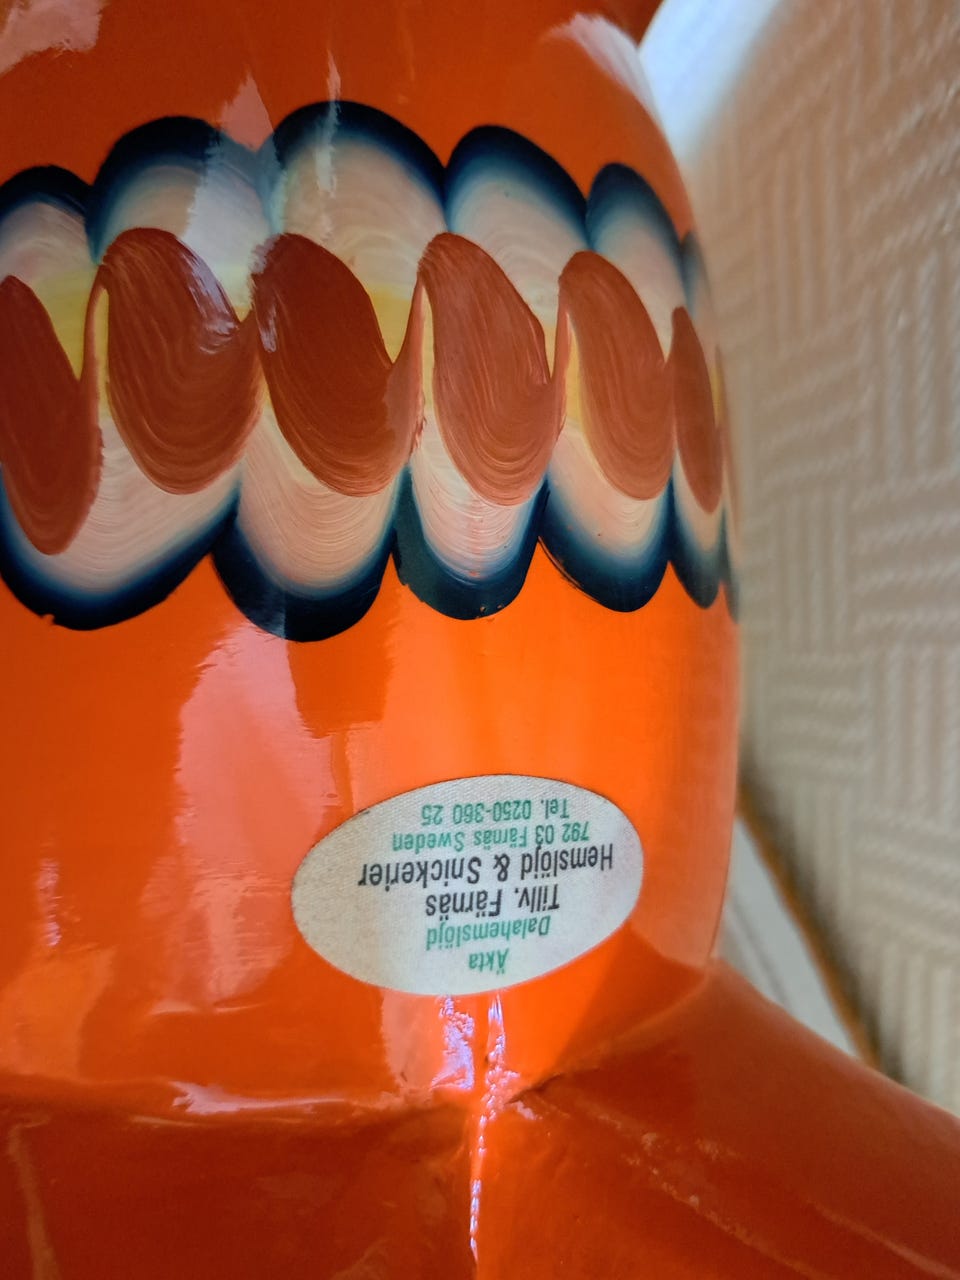 Äkta
Dalahemslöjd
Tillv. Färnäs
Hemslöjd & Snickerier
792 03 Färnäs Sweden
Tel. 0250-360 25